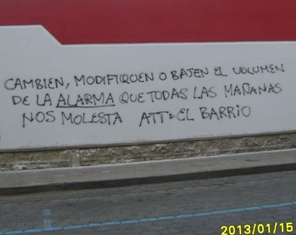 CAMBIEN, MODIFIQUEN O BAJEN EL VOLUMEN
DE LA ALARMA QUE TODAS LAS MAÑANAS
NOS MOLESTA ATT: EL BARRIO
2013/01/15